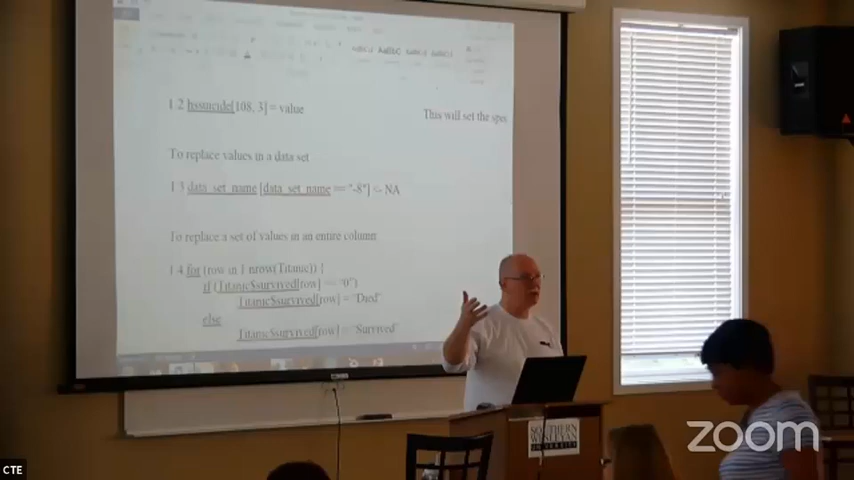 1 2 hssuicide[108, 3] = value
This will set the spes
To replace values in a data set
1 3 data_set_name [data_set_name == "-8"] <- NA
To replace a set of values in an entire column
1 4 for (row in 1 nrow(Titanic)) {
if (Titanic$survived[row] == "0")
Titanic$survived[row] = "Died"
else
Titanic$survived[row] = "Survived"
SOUTHERN
WESLEYAN
UNIVERSITY
zoom
CTE